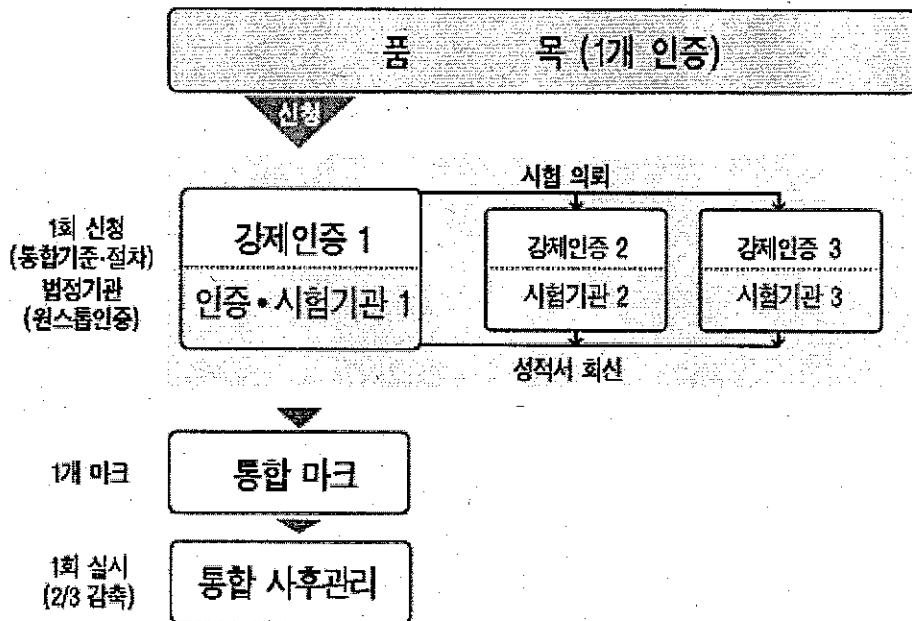 품 목 (1개 인증)
신청
시험 의뢰
1회 신청
(통합기준·절차)
법정기관
(원스톱인증)
강제인증 1
인증•시험기관 1
강제인증 2
시험기관 2
강제인증 3
시험기관 3
성적서 회신
1개 마크
통합 마크
1회 실시
(2/3 감축)
통합 사후관리